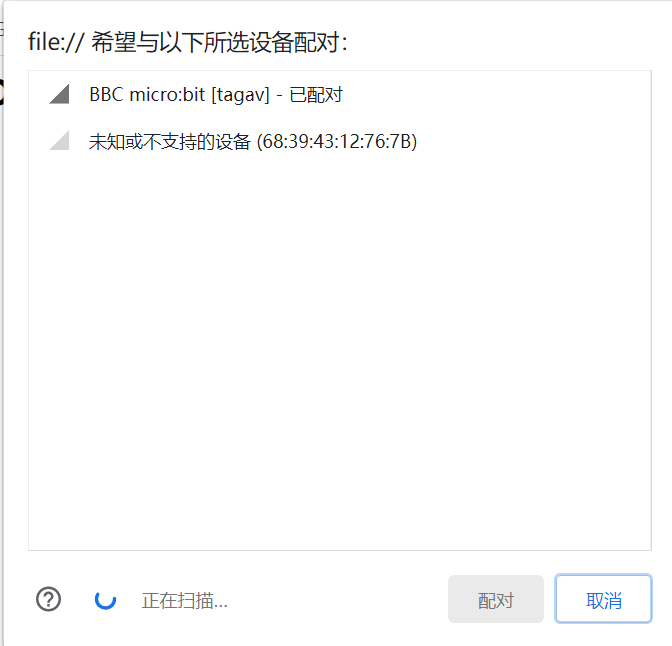 file:// 希望与以下所选设备配对：
BBC micro:bit [tagav] - 已配对
未知或不支持的设备 (68:39:43:12:76:7B)
正在扫描...
配对
取消